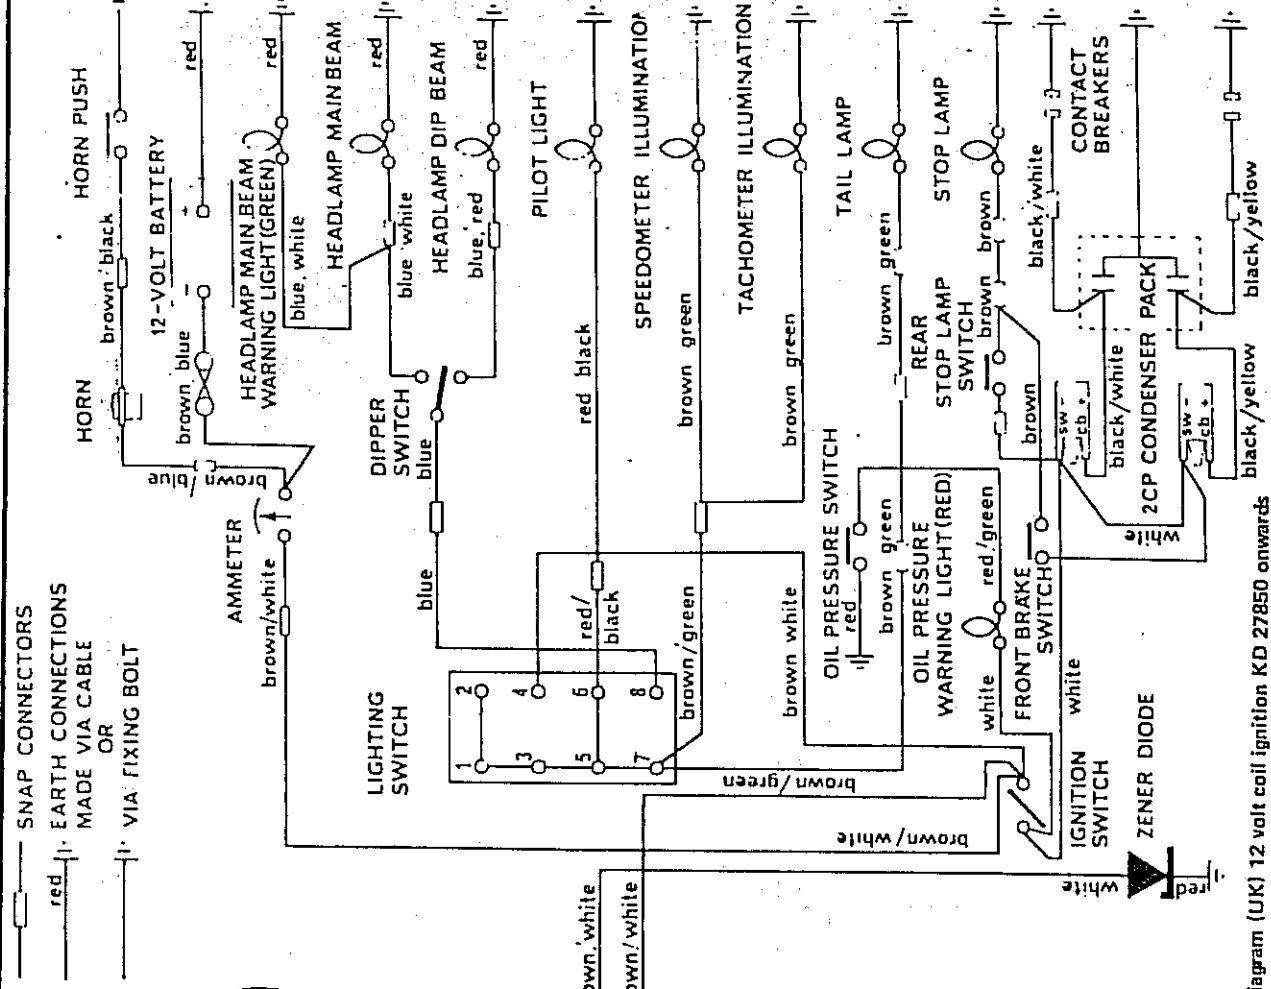 SNAP CONNECTORS
red
EARTH CONNECTIONS
MADE VIA CABLE
OR
VIA FIXING BOLT
HORN PUSH
brown/black
HORN
12-VOLT BATTERY
+
−
red
brown blue
brown/blue
AMMETER
brown/white
HEADLAMP MAIN BEAM
WARNING LIGHT(GREEN)
red
blue, white
HEADLAMP MAIN BEAM
red
blue white
HEADLAMP DIP BEAM
red
blue, red
DIPPER
SWITCH
blue
blue
PILOT LIGHT
red black
red/
black
LIGHTING
SWITCH
1
2
3
4
5
6
7
8
SPEEDOMETER ILLUMINATION
brown green
brown/green
TACHOMETER ILLUMINATION
brown green
brown white
brown/green
TAIL LAMP
brown green
brown green
OIL PRESSURE SWITCH
red
OIL PRESSURE
WARNING LIGHT(RED)
red/green
white
STOP LAMP
brown
brown
REAR
STOP LAMP
SWITCH
brown
FRONT BRAKE
SWITCH
white
IGNITION
SWITCH
brown/white
CONTACT
BREAKERS
black/white
black/white
2CP CONDENSER PACK
sw −
cb +
sw −
cb +
black/yellow
black/yellow
white
ZENER DIODE
white
red
own/white
wn/white
iagram (UK) 12 volt coil ignition KD 27850 onwards